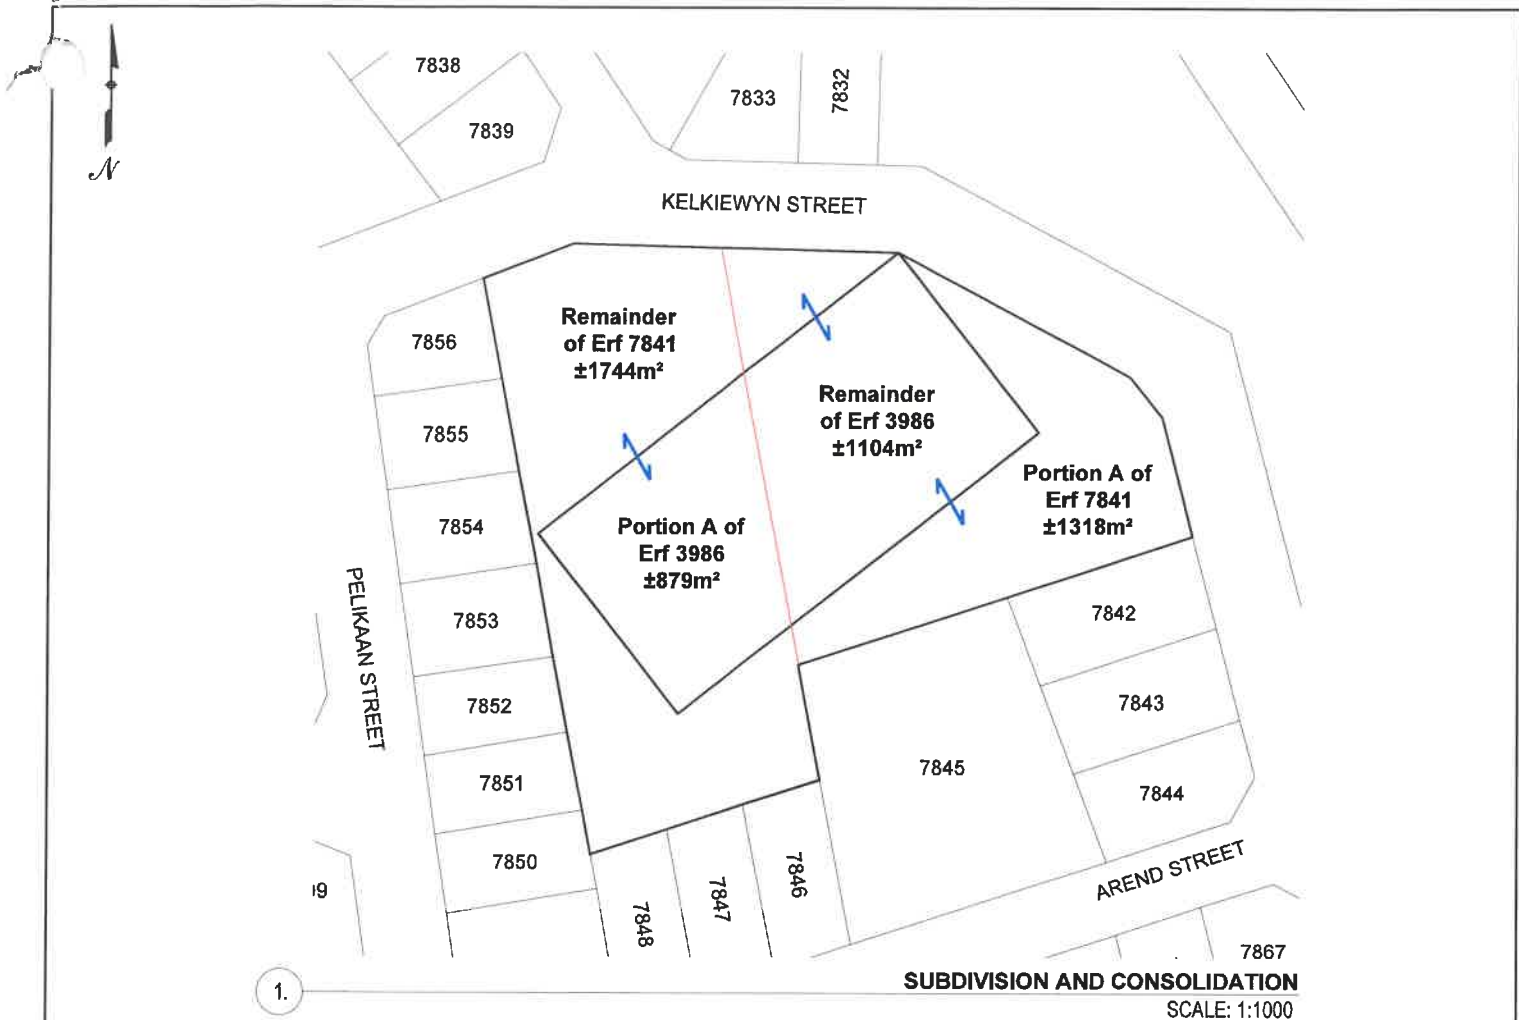 N
7838
7839
7833
7832
KELKIEWYN STREET
Remainder
of Erf 7841
±1744m²
Remainder
of Erf 3986
±1104m²
Portion A of
Erf 7841
±1318m²
Portion A of
Erf 3986
±879m²
7856
7855
7854
7853
7852
7851
7850
PELIKAAN STREET
7842
7843
7844
7845
7846
7847
7848
AREND STREET
7867
1.
SUBDIVISION AND CONSOLIDATION
SCALE: 1:1000